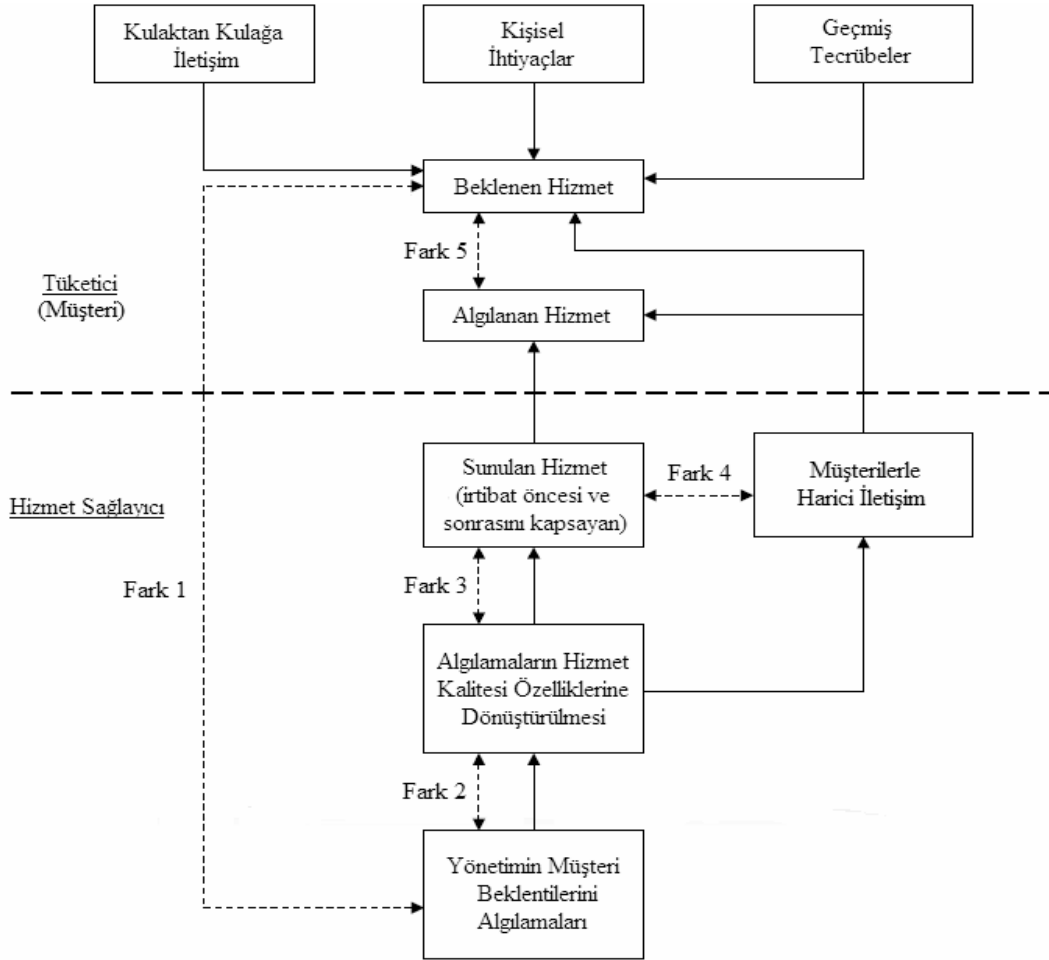 Kulaktan Kulağa
İletişim
Kişisel
İhtiyaçlar
Geçmiş
Tecrübeler
Beklenen Hizmet
Fark 5
Tüketici
(Müşteri)
Algılanan Hizmet
Sunulan Hizmet
(irtibat öncesi ve
sonrasını kapsayan)
Fark 4
Müşterilerle
Harici İletişim
Hizmet Sağlayıcı
Fark 1
Fark 3
Algılamaların Hizmet
Kalitesi Özelliklerine
Dönüştürülmesi
Fark 2
Yönetimin Müşteri
Beklentilerini
Algılamaları